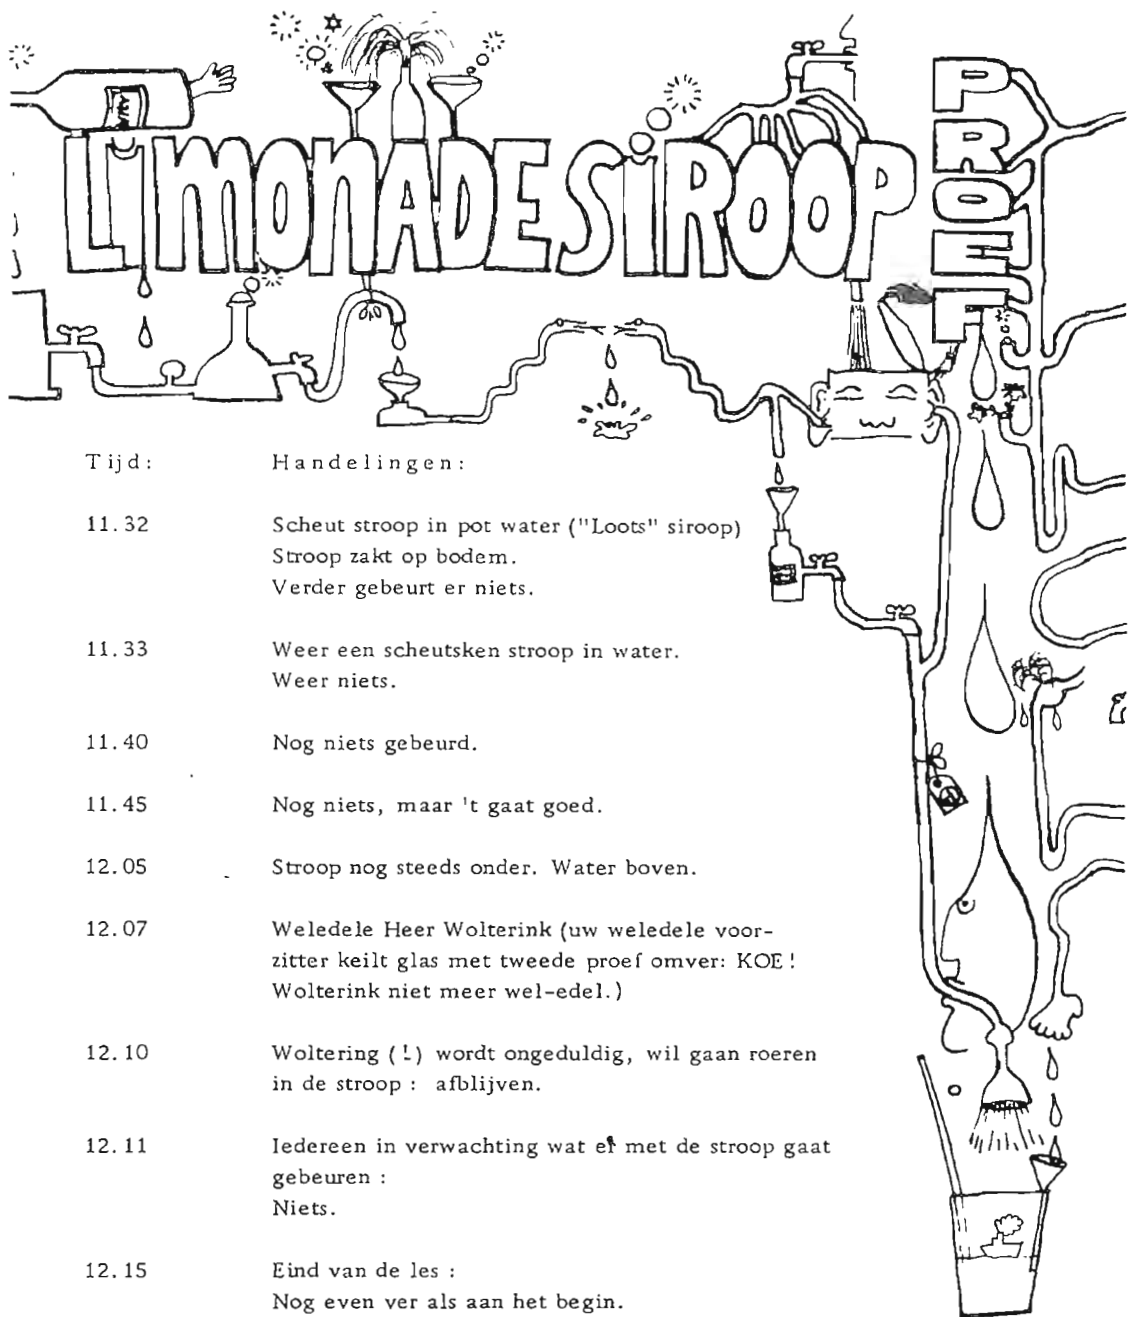 LIMONADE SIROOP PROEF
Tijd: Handelingen:
11.32 Scheut stroop in pot water ("Loots" siroop)
Stroop zakt op bodem.
Verder gebeurt er niets.
11.33 Weer een scheutsken stroop in water.
Weer niets.
11.40 Nog niets gebeurd.
11.45 Nog niets, maar 't gaat goed.
12.05 Stroop nog steeds onder. Water boven.
12.07 Weledele Heer Wolterink (uw weledele voor-
zitter keilt glas met tweede proef omver: KOE!
Wolterink niet meer wel-edel.)
12.10 Woltering (!) wordt ongeduldig, wil gaan roeren
in de stroop : afblijven.
12.11 Iedereen in verwachting wat er met de stroop gaat
gebeuren :
Niets.
12.15 Eind van de les :
Nog even ver als aan het begin.